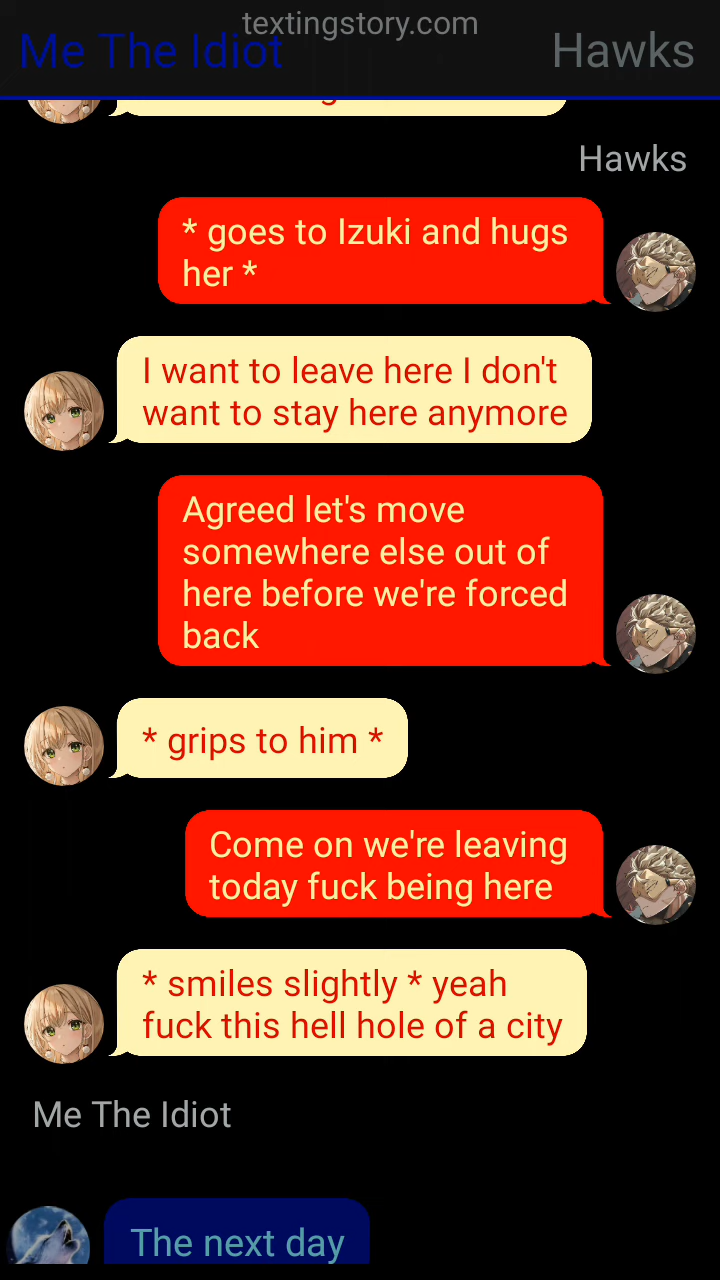 textingstory.com
Me The Idiot
Hawks
Hawks
* goes to Izuki and hugs
her *
I want to leave here I don't
want to stay here anymore
Agreed let's move
somewhere else out of
here before we're forced
back
* grips to him *
Come on we're leaving
today fuck being here
* smiles slightly * yeah
fuck this hell hole of a city
Me The Idiot
The next day